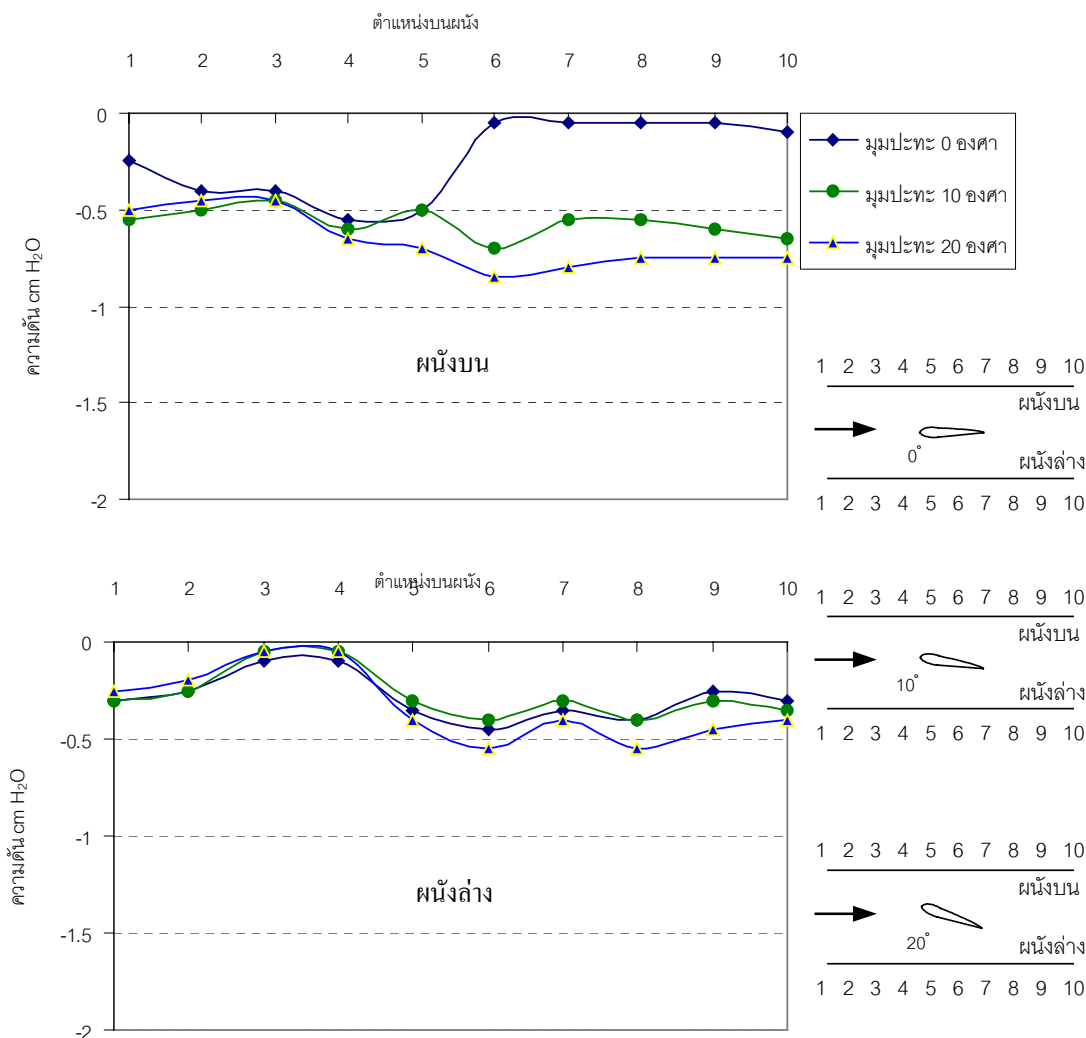 ตำแหน่งบนผนัง
1 2 3 4 5 6 7 8 9 10
0
-0.5
-1
-1.5
-2
ความดัน cm H₂O
ผนังบน
มุมปะทะ 0 องศา
มุมปะทะ 10 องศา
มุมปะทะ 20 องศา
1 2 3 4 5 6 7 8 9 10
ผนังบน
0°
ผนังล่าง
1 2 3 4 5 6 7 8 9 10
ตำแหน่งบนผนัง
1 2 3 4 5 6 7 8 9 10
0
-0.5
-1
-1.5
-2
ความดัน cm H₂O
ผนังล่าง
1 2 3 4 5 6 7 8 9 10
ผนังบน
10°
ผนังล่าง
1 2 3 4 5 6 7 8 9 10
1 2 3 4 5 6 7 8 9 10
ผนังบน
20°
ผนังล่าง
1 2 3 4 5 6 7 8 9 10